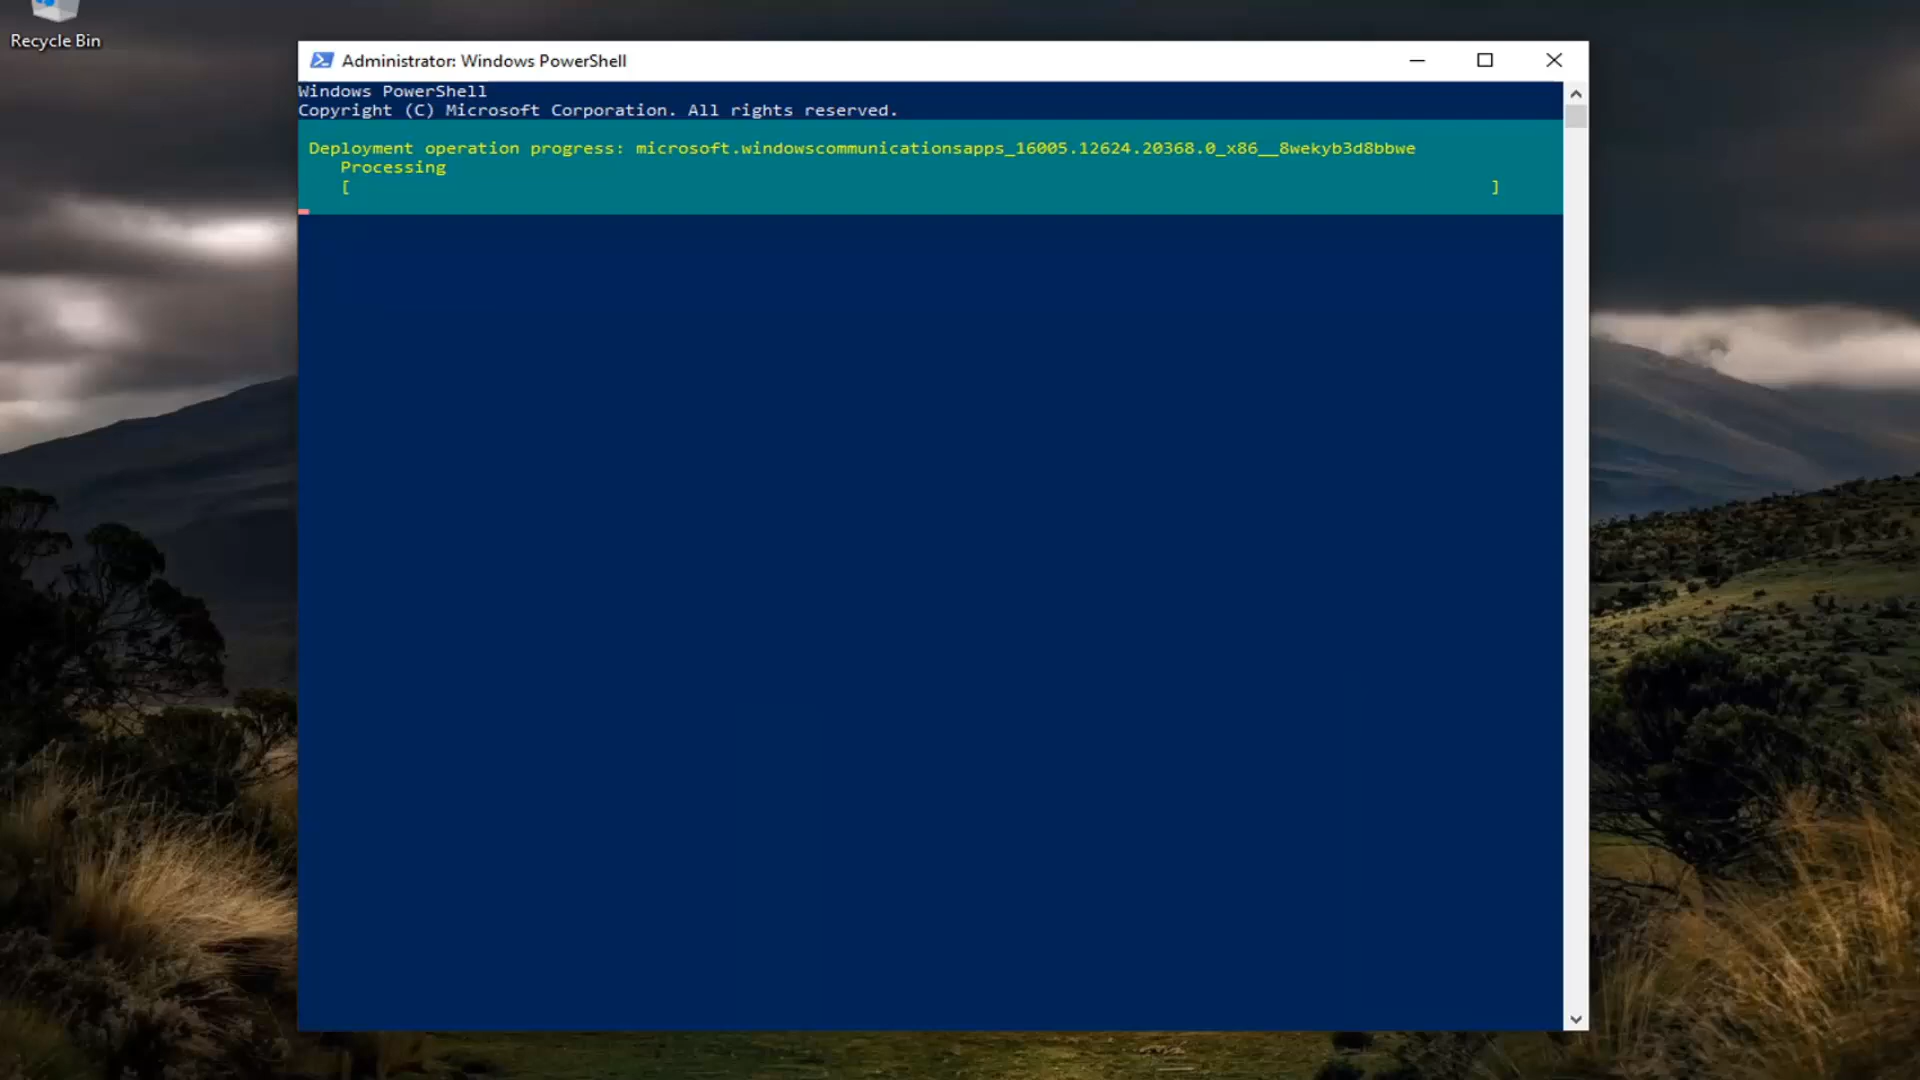 Recycle Bin
Administrator: Windows PowerShell
Windows PowerShell
Copyright (C) Microsoft Corporation. All rights reserved.
Deployment operation progress: microsoft.windowscommunicationsapps_16005.12624.20368.0_x86__8wekyb3d8bbwe
Processing
[ ]